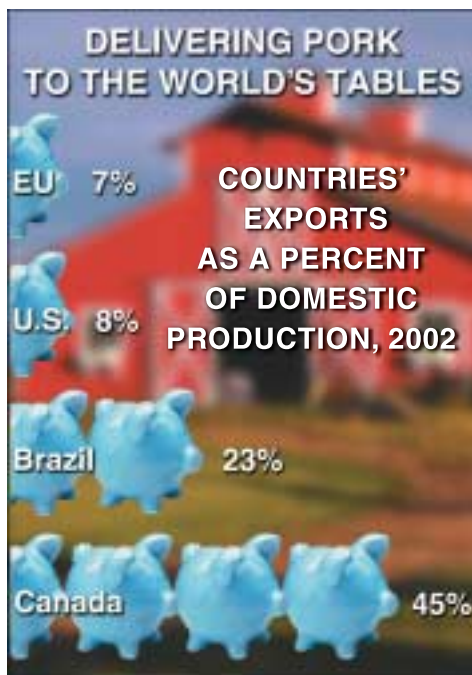 DELIVERING PORK
TO THE WORLD'S TABLES
EU 7%
COUNTRIES'
EXPORTS
AS A PERCENT
OF DOMESTIC
PRODUCTION, 2002
U.S. 8%
Brazil 23%
Canada 45%